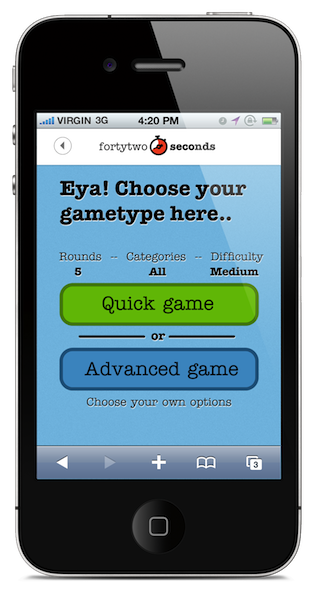 VIRGIN 3G 4:20 PM
fortytwo seconds
Eya! Choose your
gametype here..
Rounds – Categories – Difficulty
5 All Medium
Quick game
or
Advanced game
Choose your own options
3